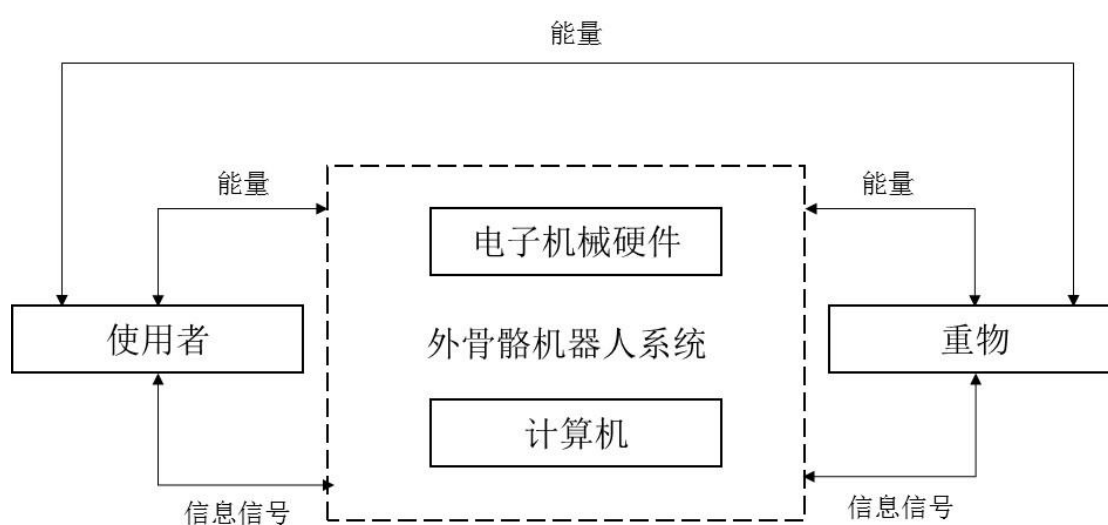 能量
能量
能量
电子机械硬件
使用者
外骨骼机器人系统
重物
计算机
信息信号
信息信号